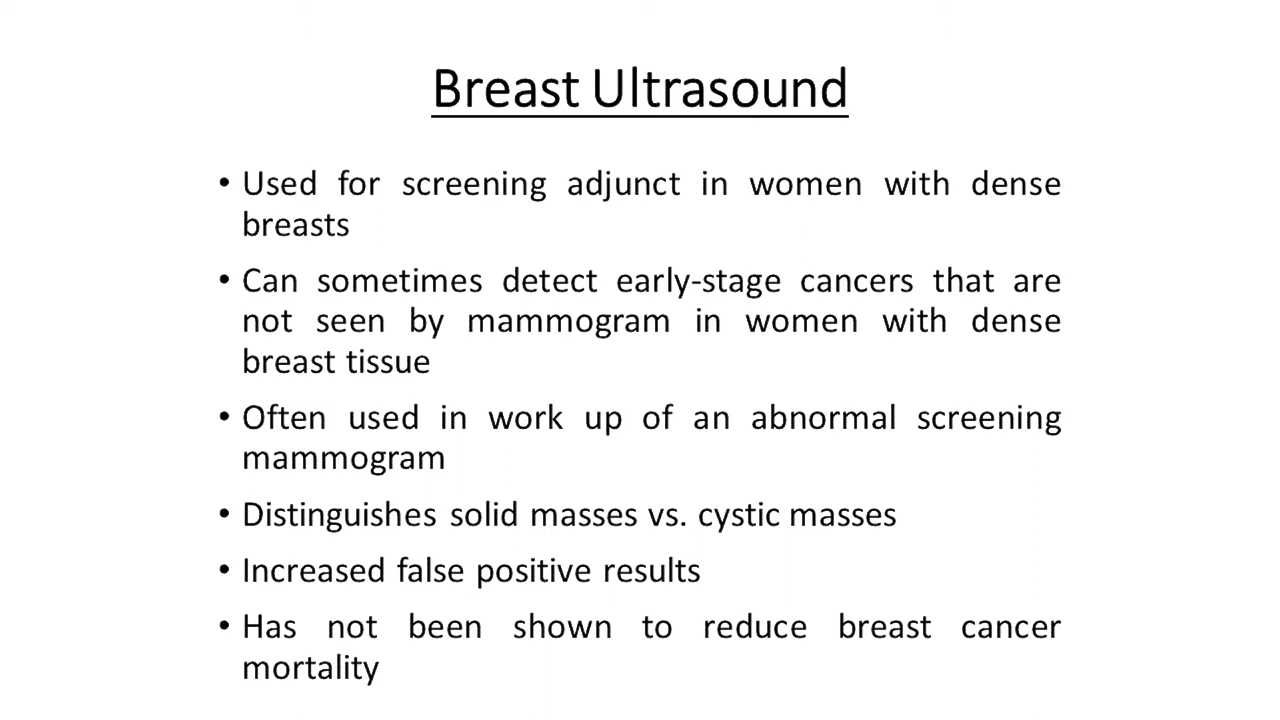 Breast Ultrasound
• Used for screening adjunct in women with dense
breasts
• Can sometimes detect early-stage cancers that are
not seen by mammogram in women with dense
breast tissue
• Often used in work up of an abnormal screening
mammogram
• Distinguishes solid masses vs. cystic masses
• Increased false positive results
• Has not been shown to reduce breast cancer
mortality